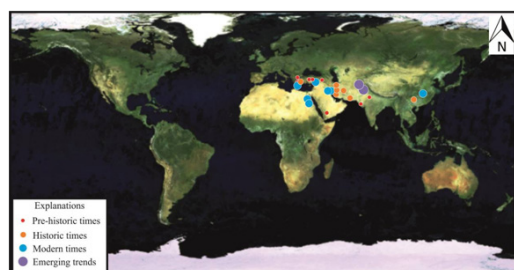 N
Explanations
Pre-historic times
Historic times
Modern times
Emerging trends